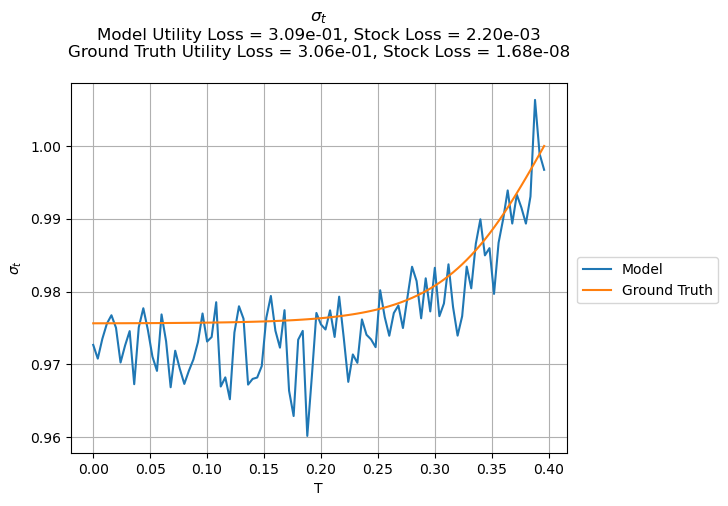 σₜ
Model Utility Loss = 3.09e-01, Stock Loss = 2.20e-03
Ground Truth Utility Loss = 3.06e-01, Stock Loss = 1.68e-08
1.00
0.99
0.98
0.97
0.96
σₜ
0.00 0.05 0.10 0.15 0.20 0.25 0.30 0.35 0.40
T
Model
Ground Truth